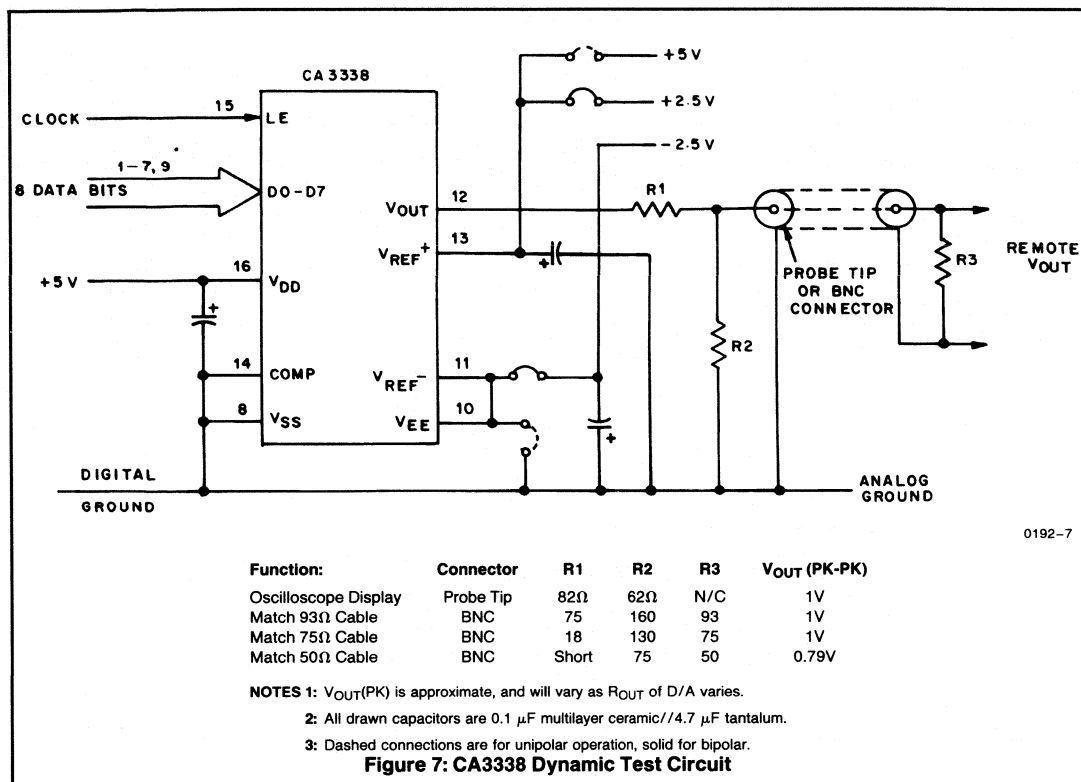 CA3338
+5V
+2.5V
-2.5V
CLOCK
15
LE
1-7, 9
8 DATA BITS
DO-D7
R1
12
VOUT
13
VREF+
PROBE TIP
OR BNC
CONNECTOR
R3
REMOTE
VOUT
+5V
16
VDD
+
+
R2
14
COMP
11
VREF-
8
VSS
10
VEE
+
DIGITAL
GROUND
ANALOG
GROUND
0192-7
Function: Connector R1 R2 R3 VOUT (PK-PK)
Oscilloscope Display Probe Tip 82Ω 62Ω N/C 1V
Match 93Ω Cable BNC 75 160 93 1V
Match 75Ω Cable BNC 18 130 75 1V
Match 50Ω Cable BNC Short 75 50 0.79V
NOTES 1: VOUT(PK) is approximate, and will vary as ROUT of D/A varies.
2: All drawn capacitors are 0.1 μF multilayer ceramic//4.7 μF tantalum.
3: Dashed connections are for unipolar operation, solid for bipolar.
Figure 7: CA3338 Dynamic Test Circuit